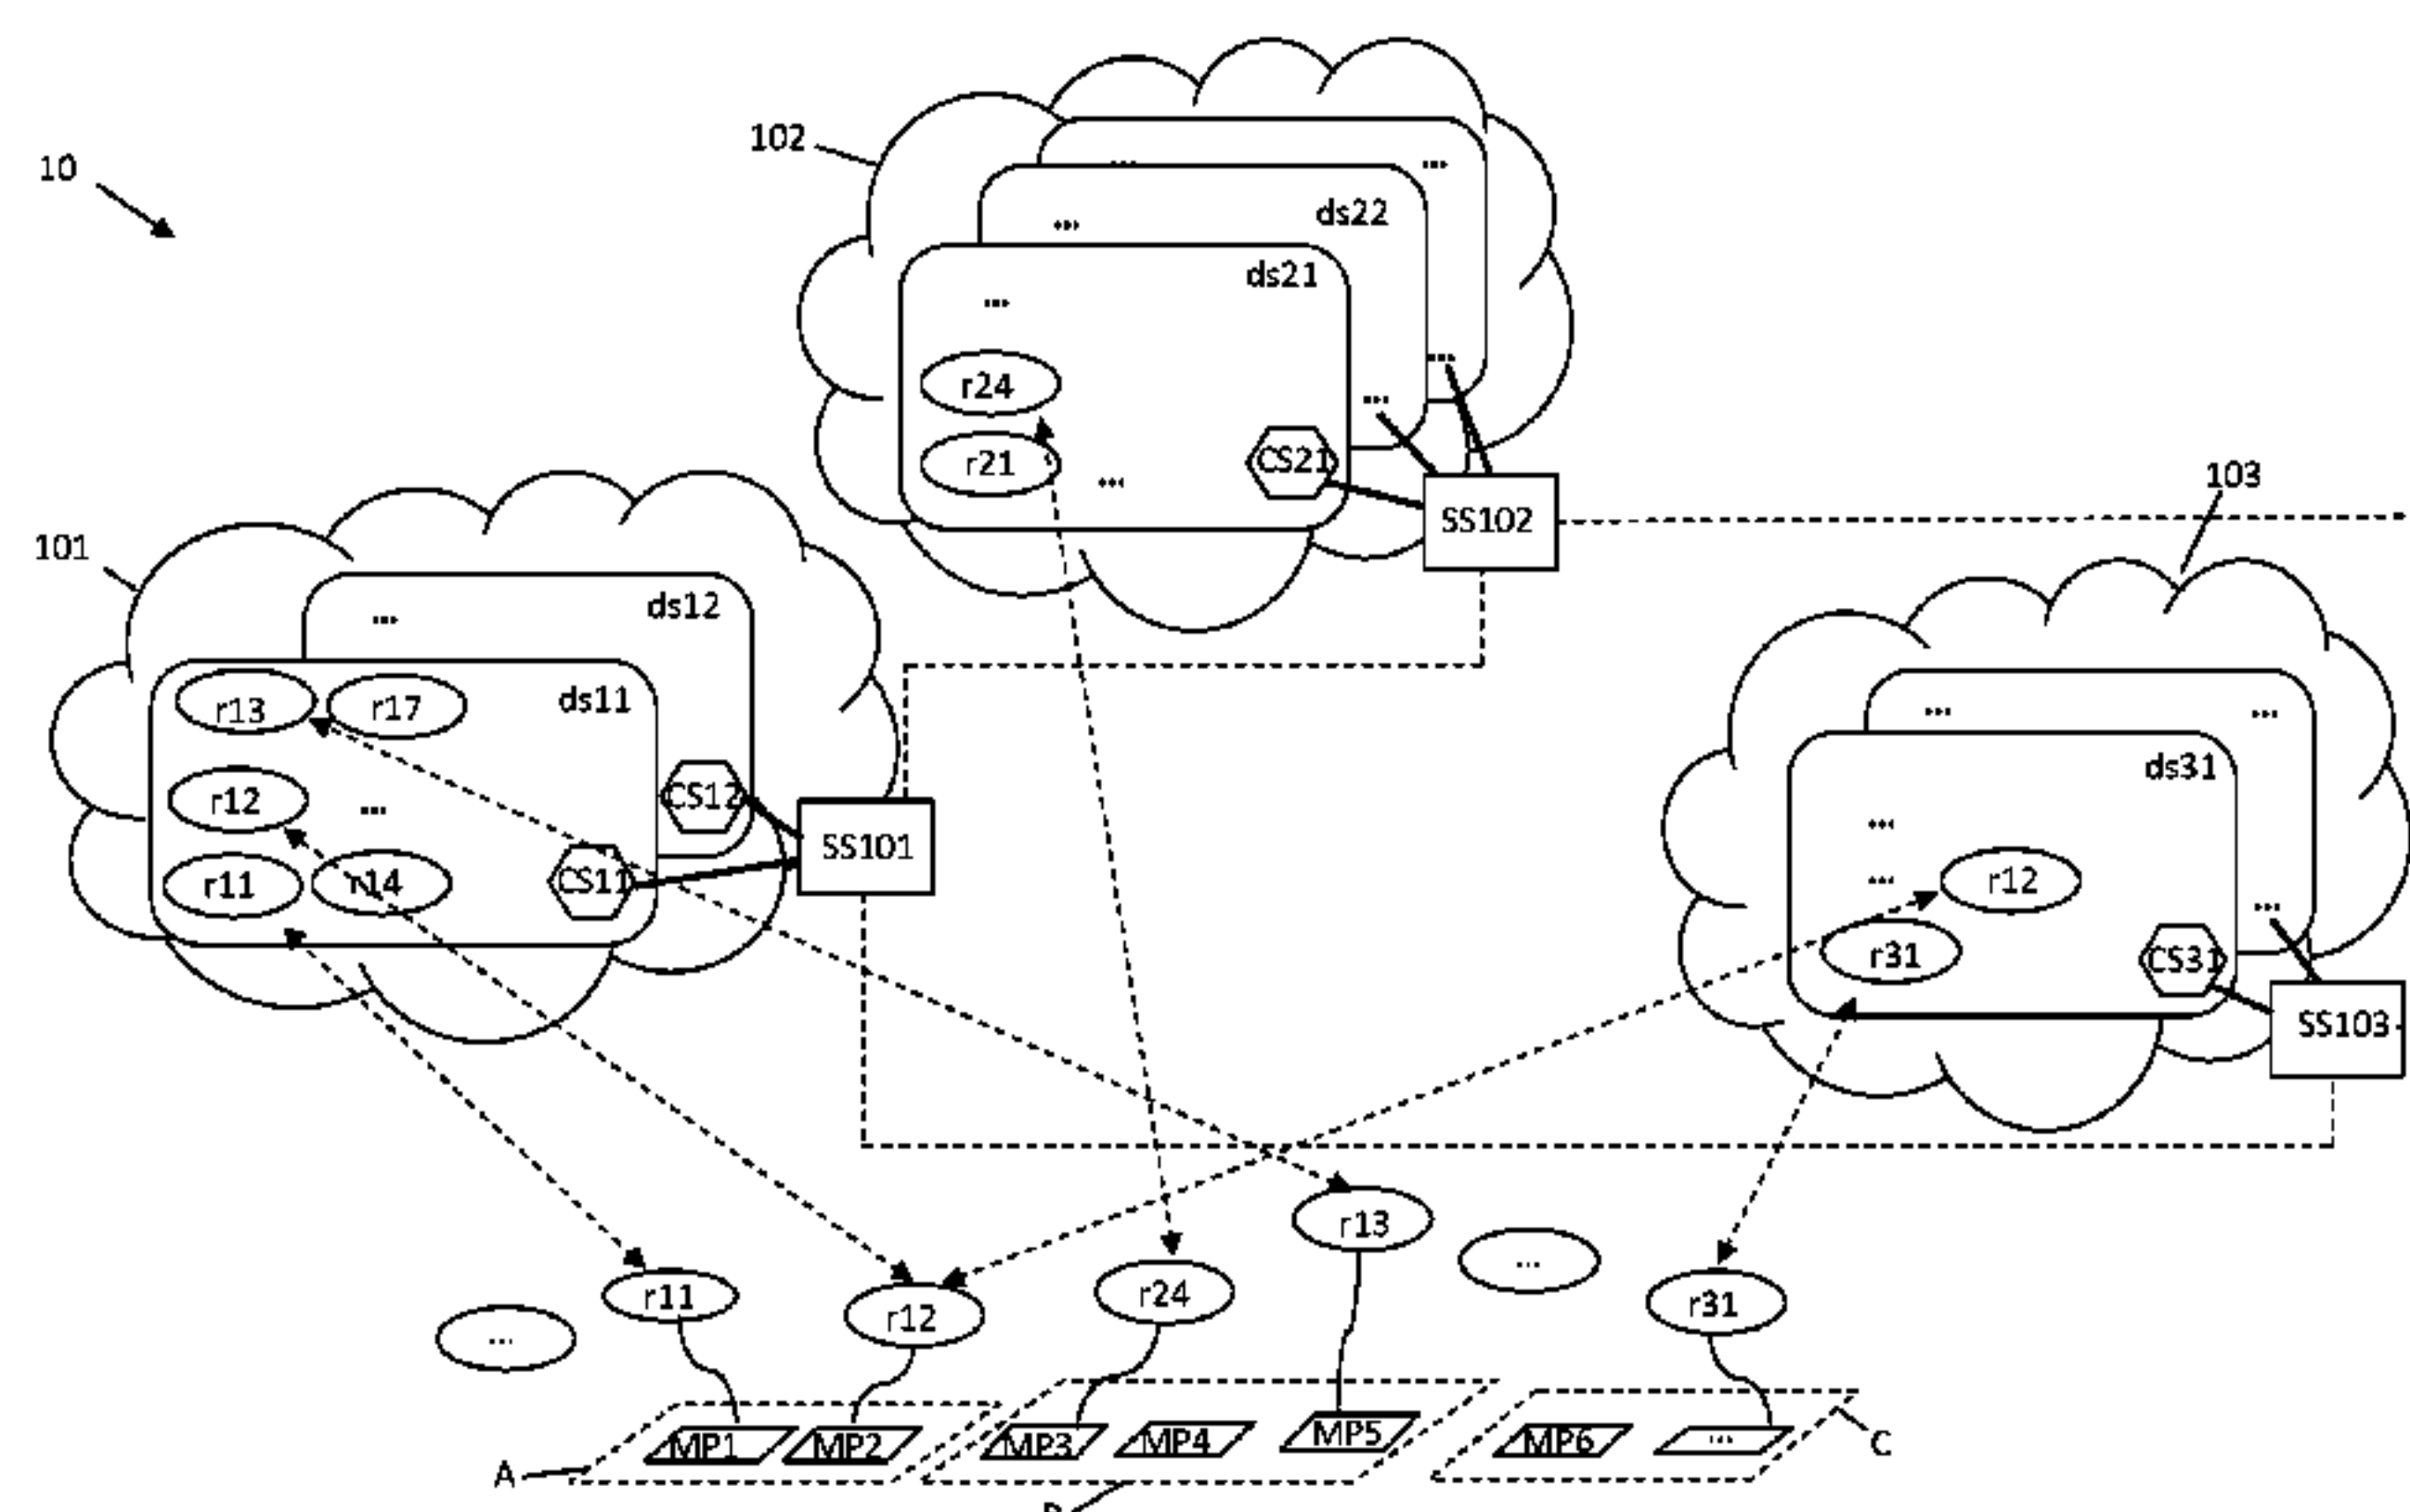 102
10
...
...
ds22
...
ds21
...
r24
...
...
r21
CS21
...
SS102
103
101
...
ds12
ds11
r13
r17
...
...
ds31
r12
...
CS12
SS101
...
r11
r14
CS11
...
r12
...
r31
CS31
SS103
r13
...
r11
r12
r24
r31
...
MP1
MP2
MP3
MP4
MP5
MP6
...
A
C